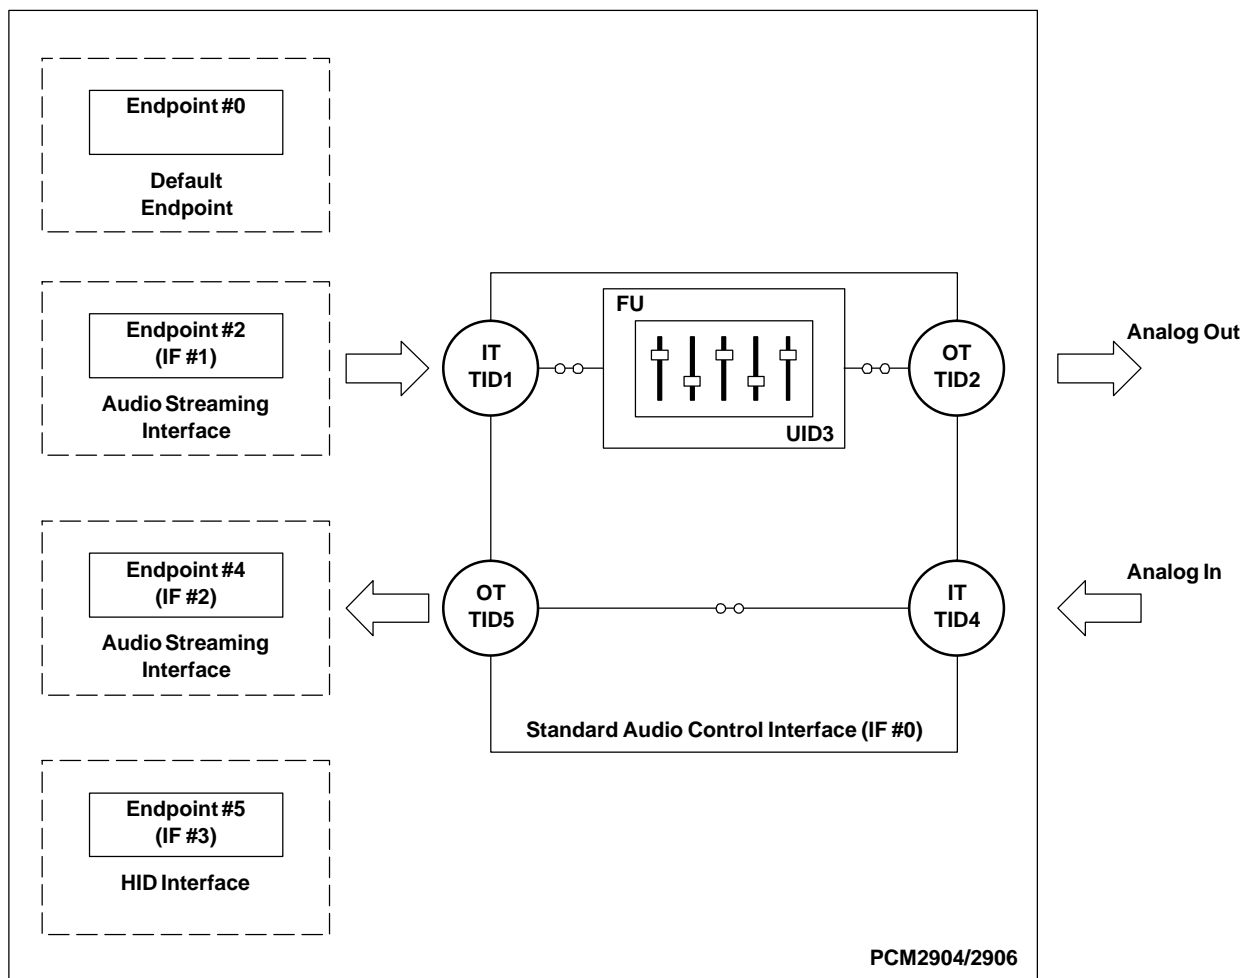 Endpoint #0
Default
Endpoint
Endpoint #2
(IF #1)
Audio Streaming
Interface
IT
TID1
FU
UID3
OT
TID2
Analog Out
Endpoint #4
(IF #2)
Audio Streaming
Interface
OT
TID5
IT
TID4
Analog In
Standard Audio Control Interface (IF #0)
Endpoint #5
(IF #3)
HID Interface
PCM2904/2906